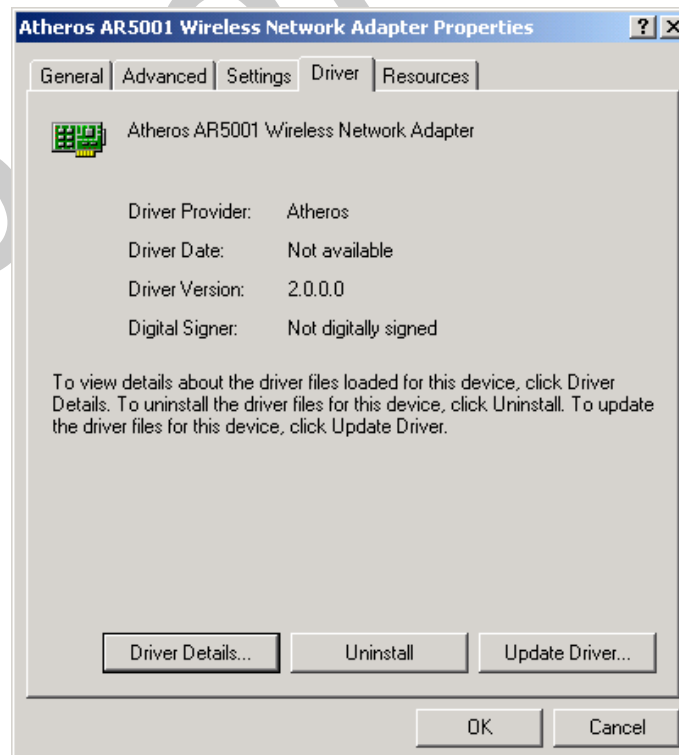 Atheros AR5001 Wireless Network Adapter Properties
General Advanced Settings Driver Resources
Atheros AR5001 Wireless Network Adapter
Driver Provider: Atheros
Driver Date: Not available
Driver Version: 2.0.0.0
Digital Signer: Not digitally signed
To view details about the driver files loaded for this device, click Driver
Details. To uninstall the driver files for this device, click Uninstall. To update
the driver files for this device, click Update Driver.
Driver Details... Uninstall Update Driver...
OK Cancel